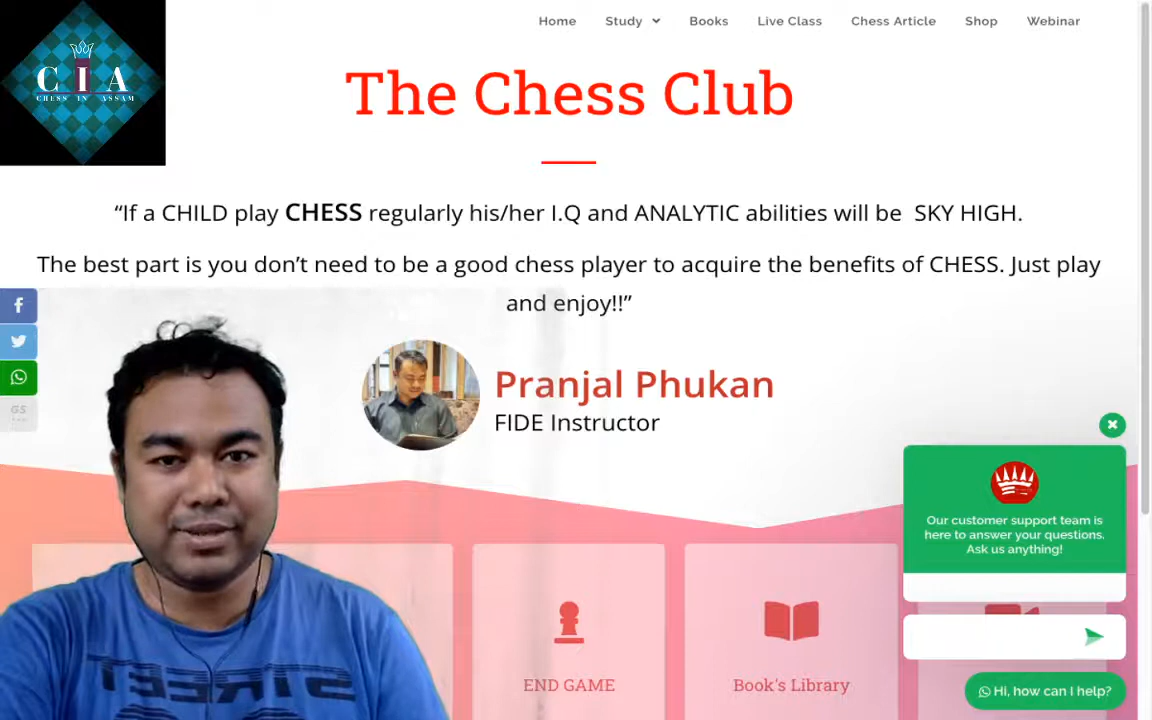 Home Study Books Live Class Chess Article Shop Webinar
C I A
CHESS IN ASSAM
The Chess Club
“If a CHILD play CHESS regularly his/her I.Q and ANALYTIC abilities will be SKY HIGH.
The best part is you don’t need to be a good chess player to acquire the benefits of CHESS. Just play
and enjoy!!”
Pranjal Phukan
FIDE Instructor
GS
Our customer support team is
here to answer your questions.
Ask us anything!
STREET
END GAME
Book's Library
Hi, how can I help?